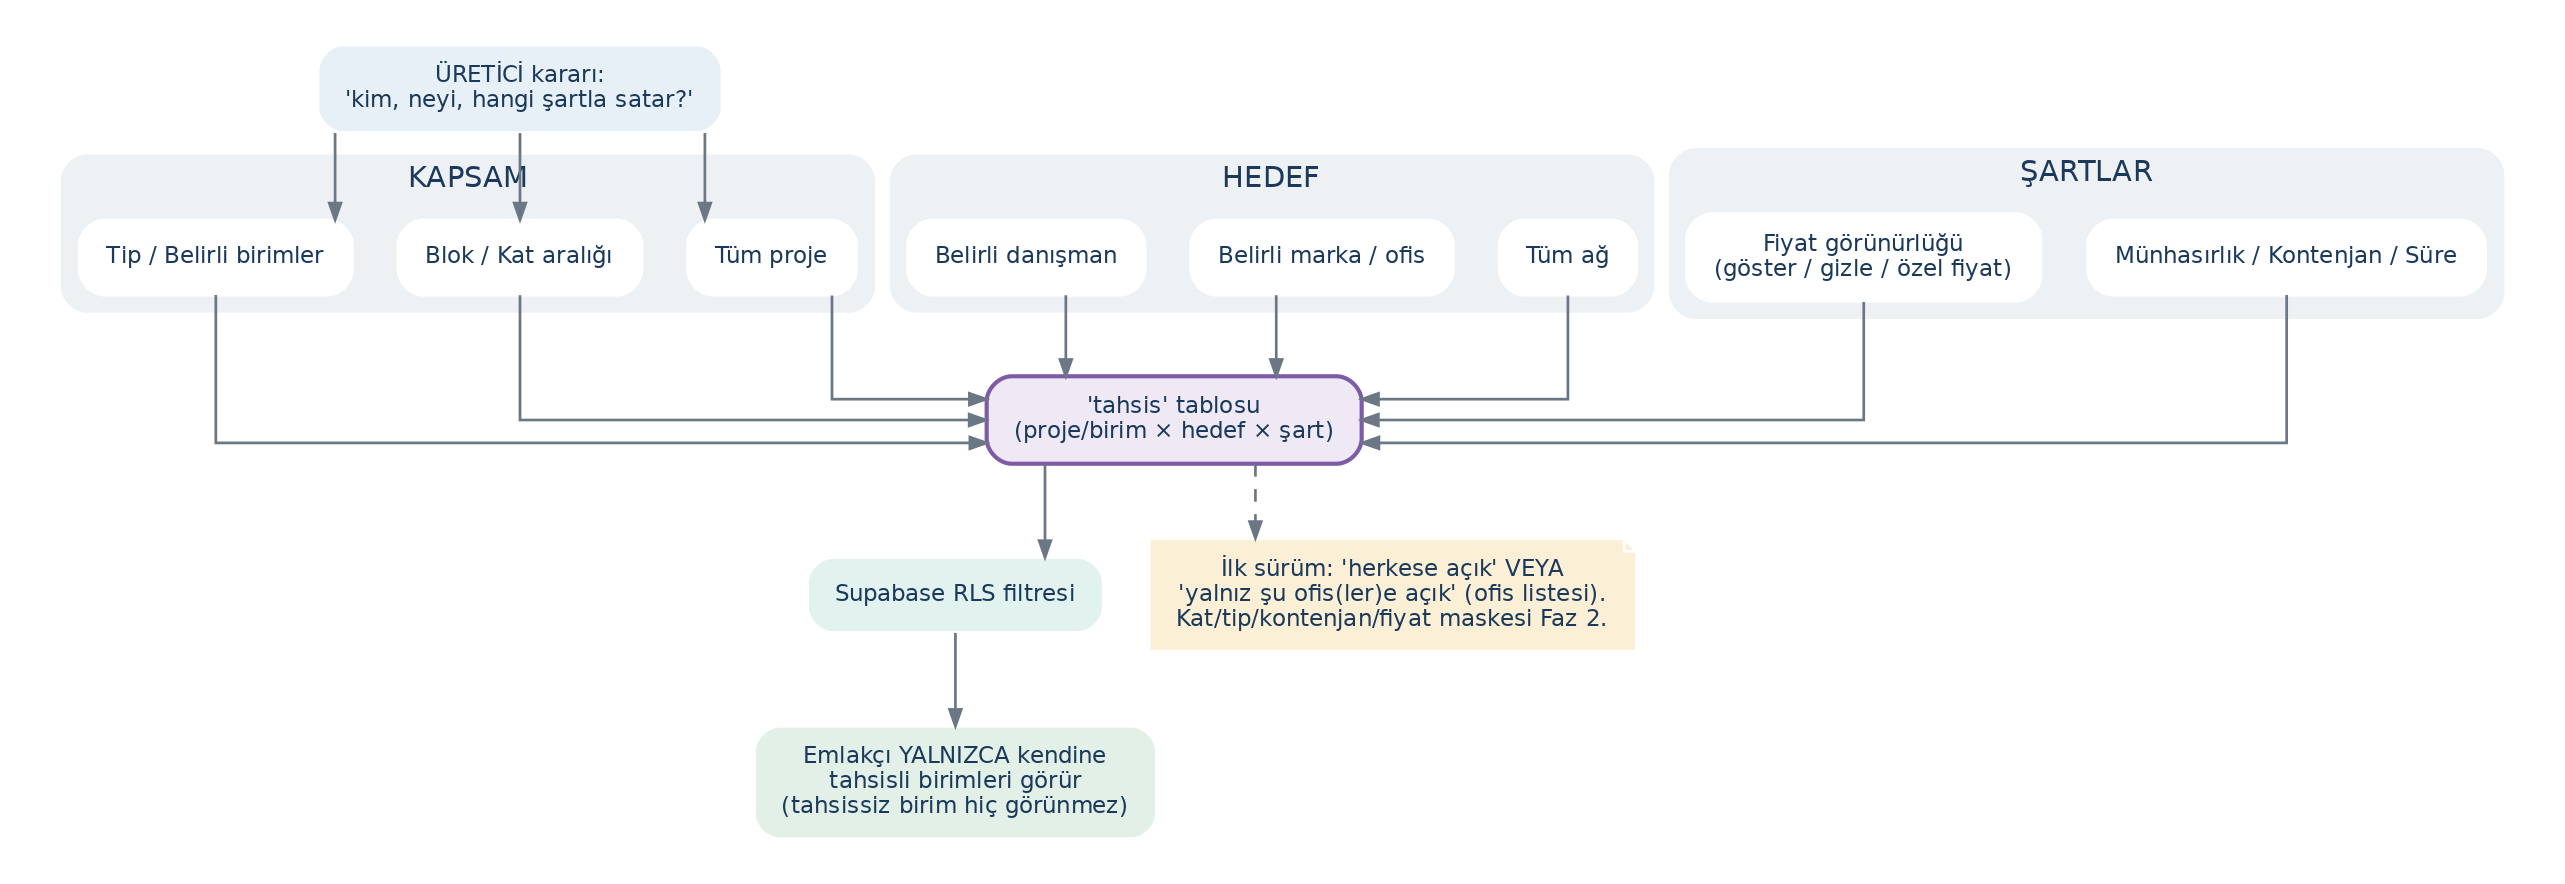 ÜRETİCİ kararı:
'kim, neyi, hangi şartla satar?'
KAPSAM
HEDEF
ŞARTLAR
Tip / Belirli birimler
Blok / Kat aralığı
Tüm proje
Belirli danışman
Belirli marka / ofis
Tüm ağ
Fiyat görünürlüğü
(göster / gizle / özel fiyat)
Münhasırlık / Kontenjan / Süre
'tahsis' tablosu
(proje/birim × hedef × şart)
Supabase RLS filtresi
İlk sürüm: 'herkese açık' VEYA
'yalnız şu ofis(ler)e açık' (ofis listesi).
Kat/tip/kontenjan/fiyat maskesi Faz 2.
Emlakçı YALNIZCA kendine
tahsisli birimleri görür
(tahsissiz birim hiç görünmez)